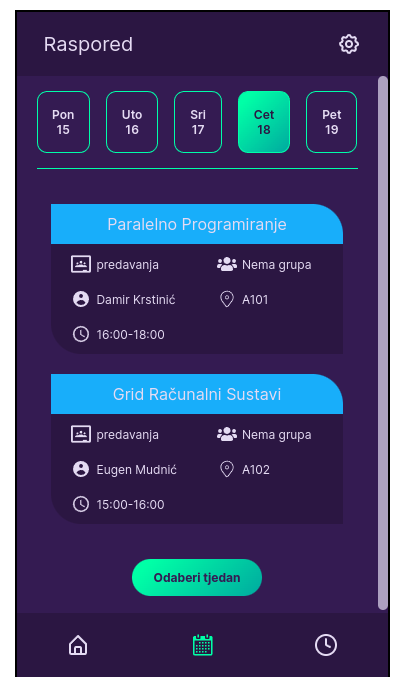 Raspored
Pon
15
Uto
16
Sri
17
Cet
18
Pet
19
Paralelno Programiranje
predavanja
Nema grupa
Damir Krstinić
A101
16:00-18:00
Grid Računalni Sustavi
predavanja
Nema grupa
Eugen Mudnić
A102
15:00-16:00
Odaberi tjedan